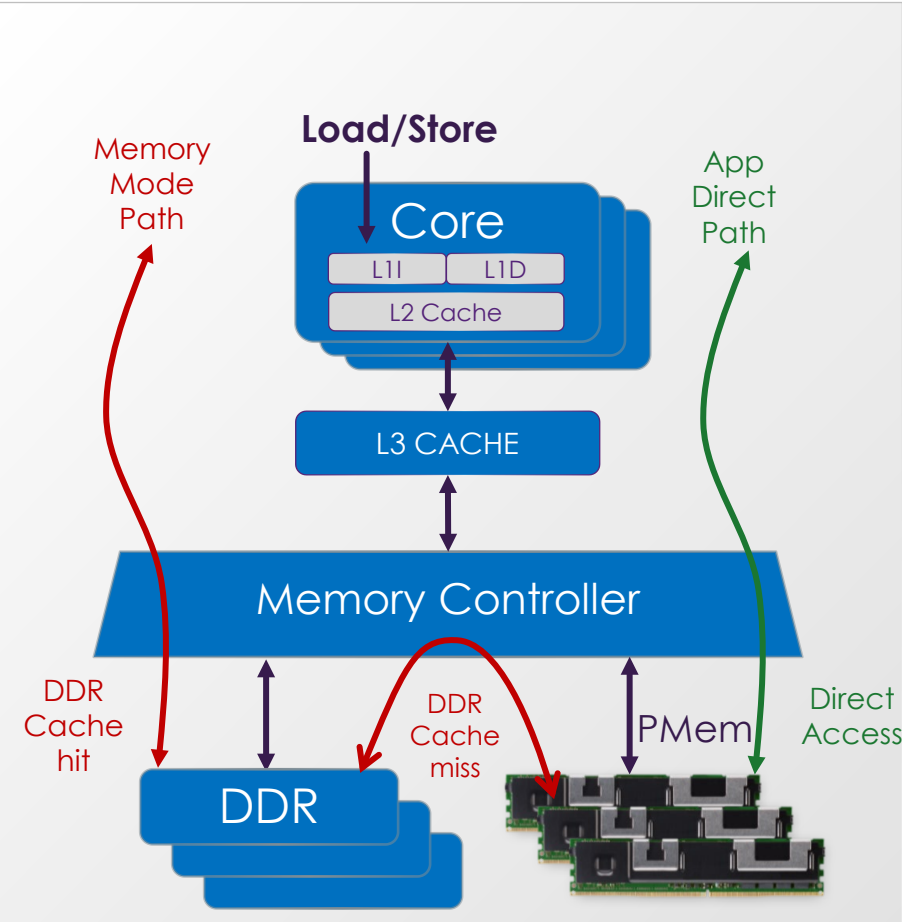 Load/Store
Memory
Mode
Path
App
Direct
Path
Core
L1I
L1D
L2 Cache
L3 CACHE
Memory Controller
DDR
Cache
hit
DDR
Cache
miss
PMem
Direct
Access
DDR